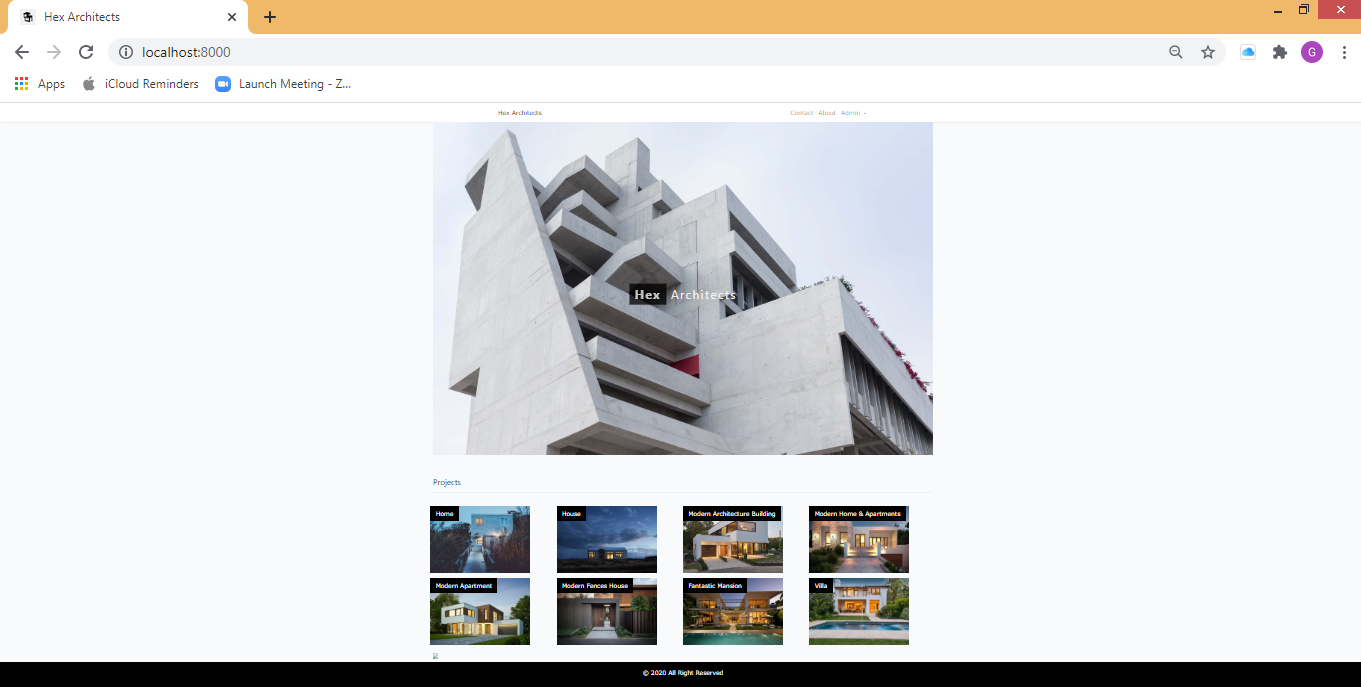 Hex Architects
localhost:8000
G
Apps iCloud Reminders Launch Meeting - Z...
Hex Architects Contact About Admin
Hex Architects
Projects
Home House Modern Architecture Building Modern Home & Apartments
Modern Apartment Modern Fences House Fantastic Mansion Villa
© 2020 All Right Reserved